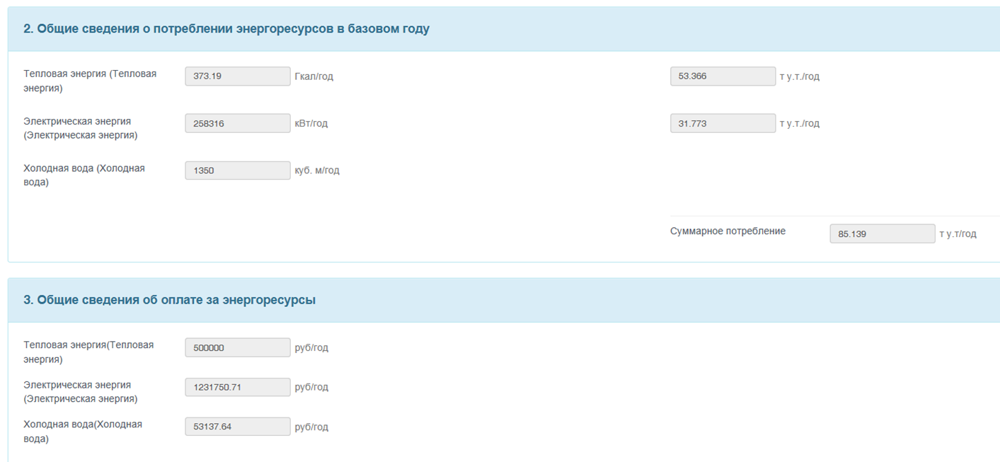 2. Общие сведения о потреблении энергоресурсов в базовом году
Тепловая энергия (Тепловая
энергия)
373.19 Гкал/год 53.366 т у.т./год
Электрическая энергия
(Электрическая энергия)
258316 кВт/год 31.773 т у.т./год
Холодная вода (Холодная
вода)
1350 куб. м/год
Суммарное потребление 85.139 т у.т/год
3. Общие сведения об оплате за энергоресурсы
Тепловая энергия(Тепловая
энергия)
500000 руб/год
Электрическая энергия
(Электрическая энергия)
1231750.71 руб/год
Холодная вода(Холодная
вода)
53137.64 руб/год